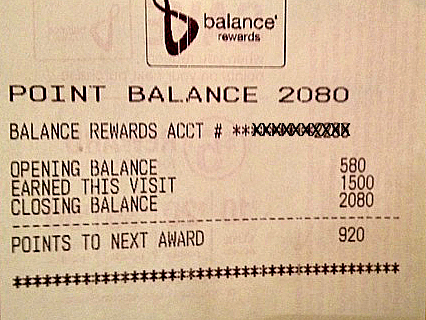 balance'
rewards
POINT BALANCE 2080
BALANCE REWARDS ACCT # **
OPENING BALANCE 580
EARNED THIS VISIT 1500
CLOSING BALANCE 2080
POINTS TO NEXT AWARD 920